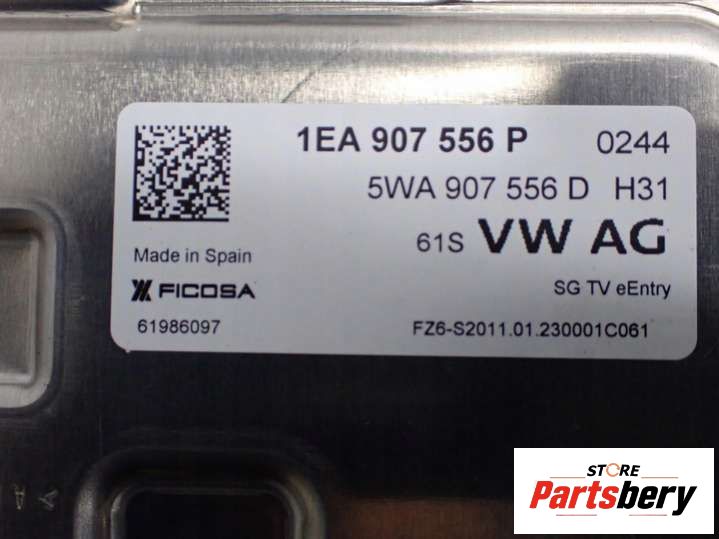 1EA 907 556 P 0244
5WA 907 556 D H31
61S VW AG
Made in Spain
FICOSA
SG TV eEntry
61986097
FZ6-S2011.01.230001C061
STORE
Partsbery